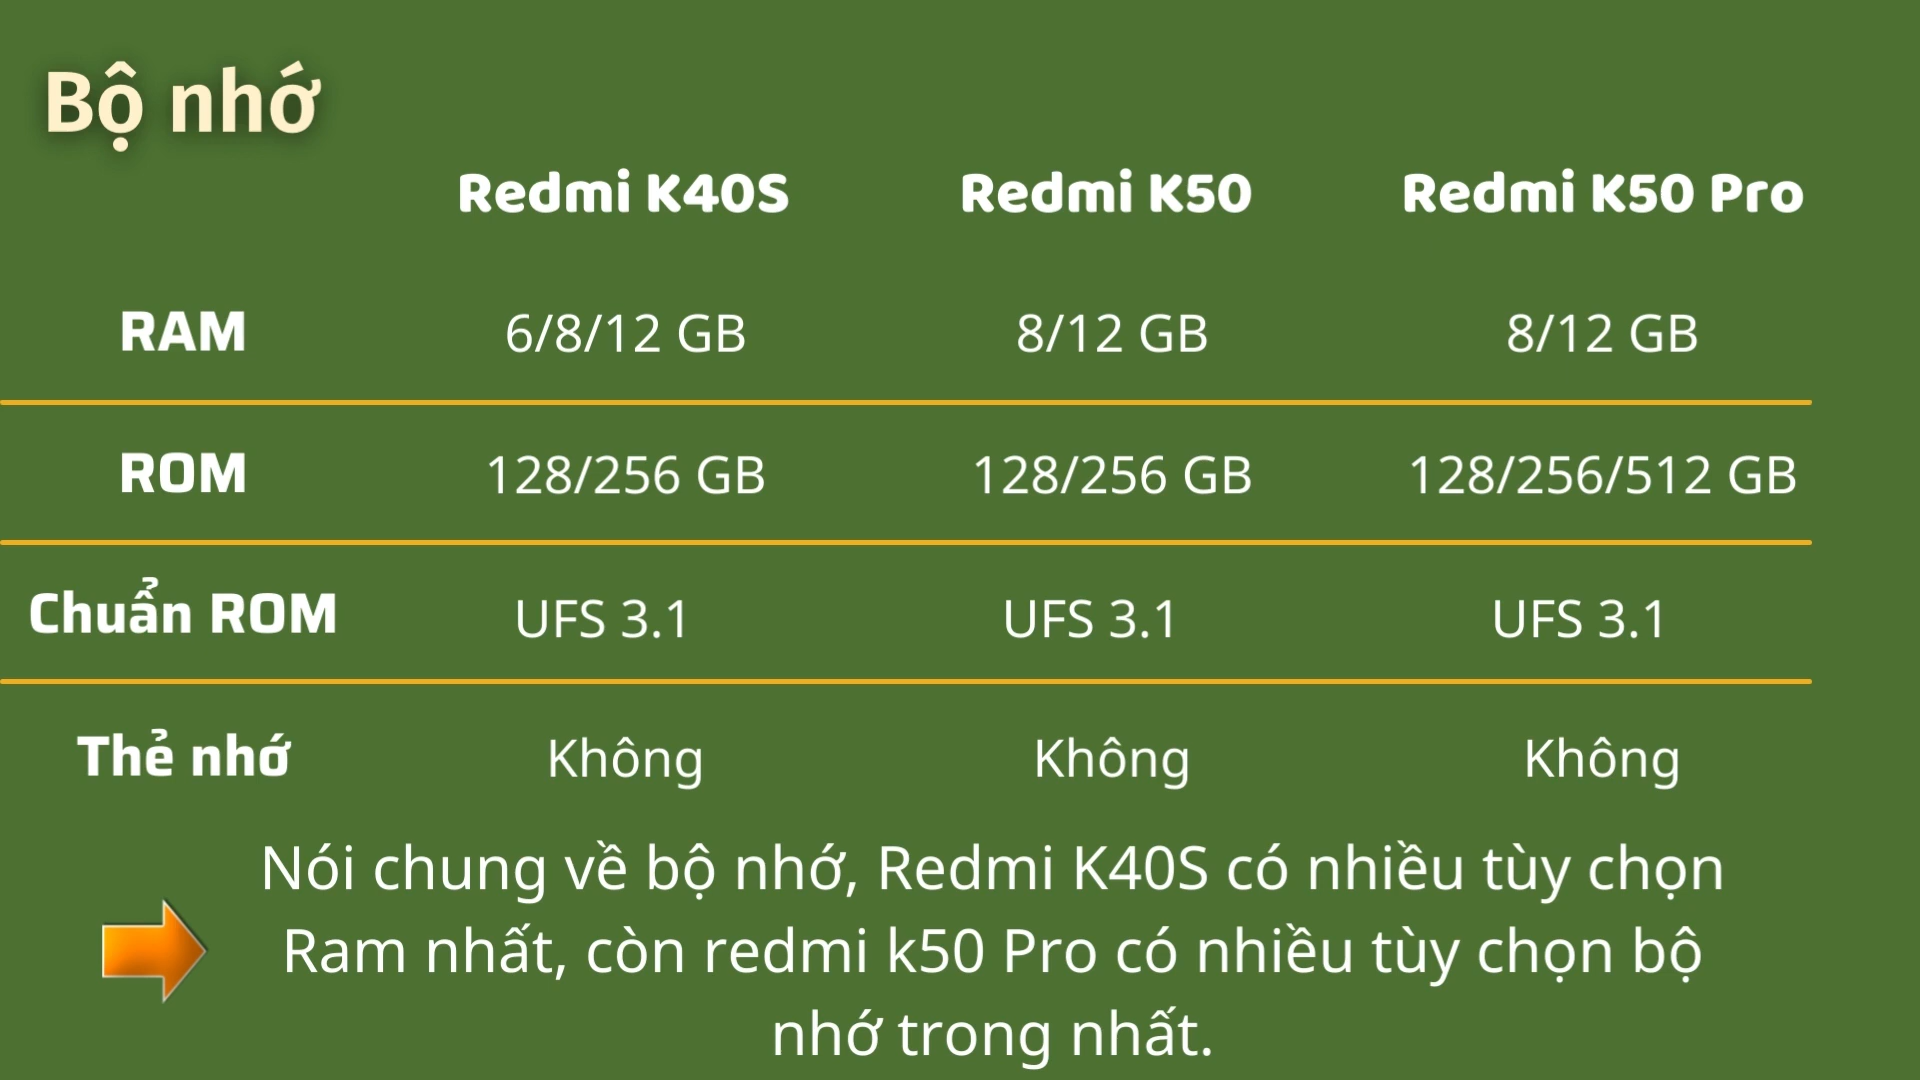 Bộ nhớ
Redmi K40S Redmi K50 Redmi K50 Pro
RAM 6/8/12 GB 8/12 GB 8/12 GB
ROM 128/256 GB 128/256 GB 128/256/512 GB
Chuẩn ROM UFS 3.1 UFS 3.1 UFS 3.1
Thẻ nhớ Không Không Không
Nói chung về bộ nhớ, Redmi K40S có nhiều tùy chọn
Ram nhất, còn redmi k50 Pro có nhiều tùy chọn bộ
nhớ trong nhất.